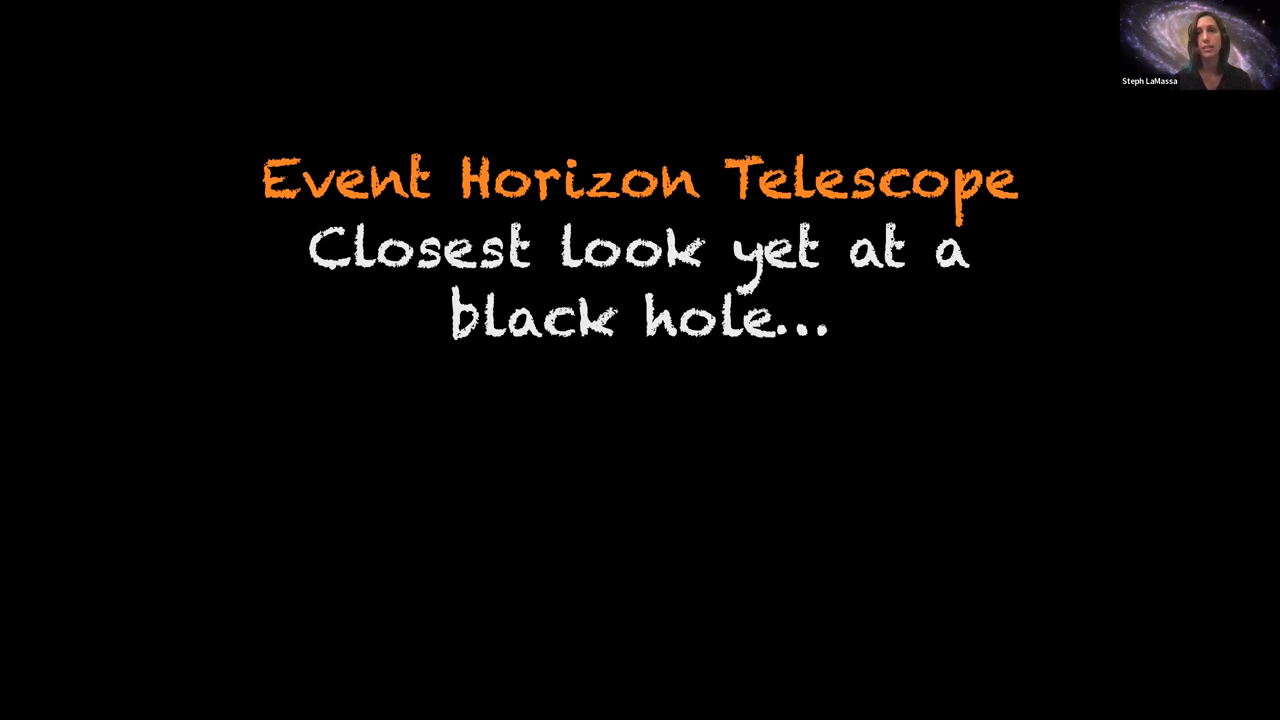 Steph LaMassa
Event Horizon Telescope
Closest look yet at a
black hole...